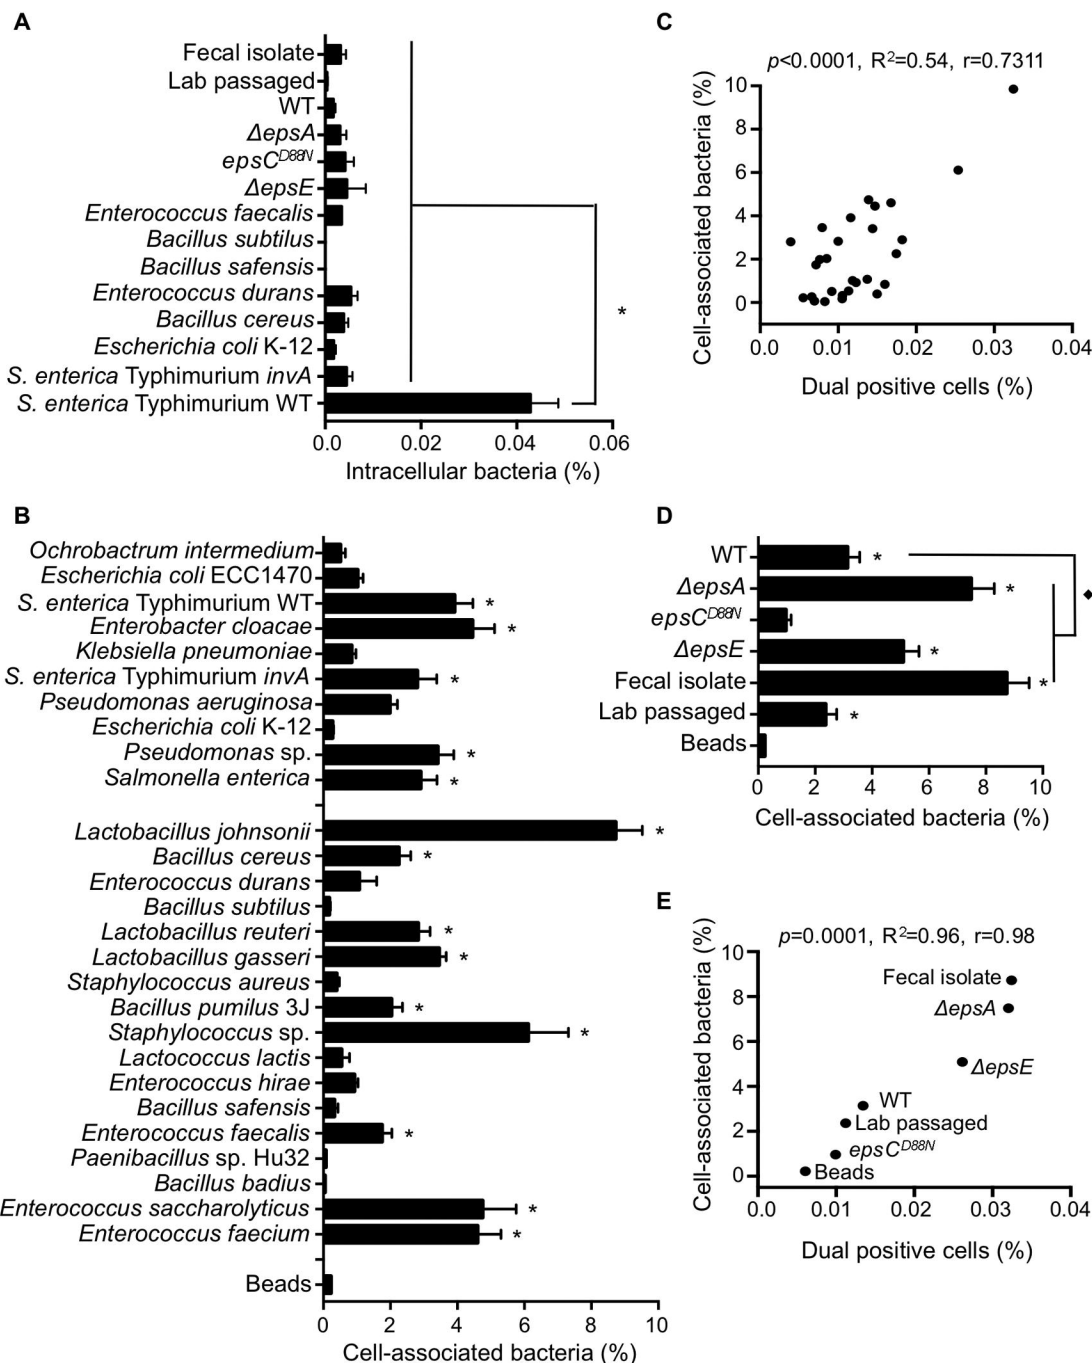 A
Fecal isolate
Lab passaged
WT
ΔepsA
epsC^D88N
ΔepsE
Enterococcus faecalis
Bacillus subtilus
Bacillus safensis
Enterococcus durans
Bacillus cereus
Escherichia coli K-12
S. enterica Typhimurium invA
S. enterica Typhimurium WT
*
0.0 0.02 0.04 0.06
Intracellular bacteria (%)
B
Ochrobactrum intermedium
Escherichia coli ECC1470
S. enterica Typhimurium WT *
Enterobacter cloacae *
Klebsiella pneumoniae
S. enterica Typhimurium invA *
Pseudomonas aeruginosa
Escherichia coli K-12
Pseudomonas sp. *
Salmonella enterica *
Lactobacillus johnsonii *
Bacillus cereus *
Enterococcus durans
Bacillus subtilus
Lactobacillus reuteri *
Lactobacillus gasseri *
Staphylococcus aureus
Bacillus pumilus 3J *
Staphylococcus sp. *
Lactococcus lactis
Enterococcus hirae
Bacillus safensis
Enterococcus faecalis *
Paenibacillus sp. Hu32
Bacillus badius
Enterococcus saccharolyticus *
Enterococcus faecium *
Beads
0 2 4 6 8 10
Cell-associated bacteria (%)
C
p<0.0001, R²=0.54, r=0.7311
Cell-associated bacteria (%)
10
8
6
4
2
0
0.0 0.01 0.02 0.03 0.04
Dual positive cells (%)
D
WT *
ΔepsA *
epsC^D88N
ΔepsE *
Fecal isolate *
Lab passaged *
Beads
◆
0 2 4 6 8 10
Cell-associated bacteria (%)
E
p=0.0001, R²=0.96, r=0.98
Cell-associated bacteria (%)
10
8
6
4
2
0
Fecal isolate
ΔepsA
ΔepsE
WT
Lab passaged
epsC^D88N
Beads
0.0 0.01 0.02 0.03 0.04
Dual positive cells (%)